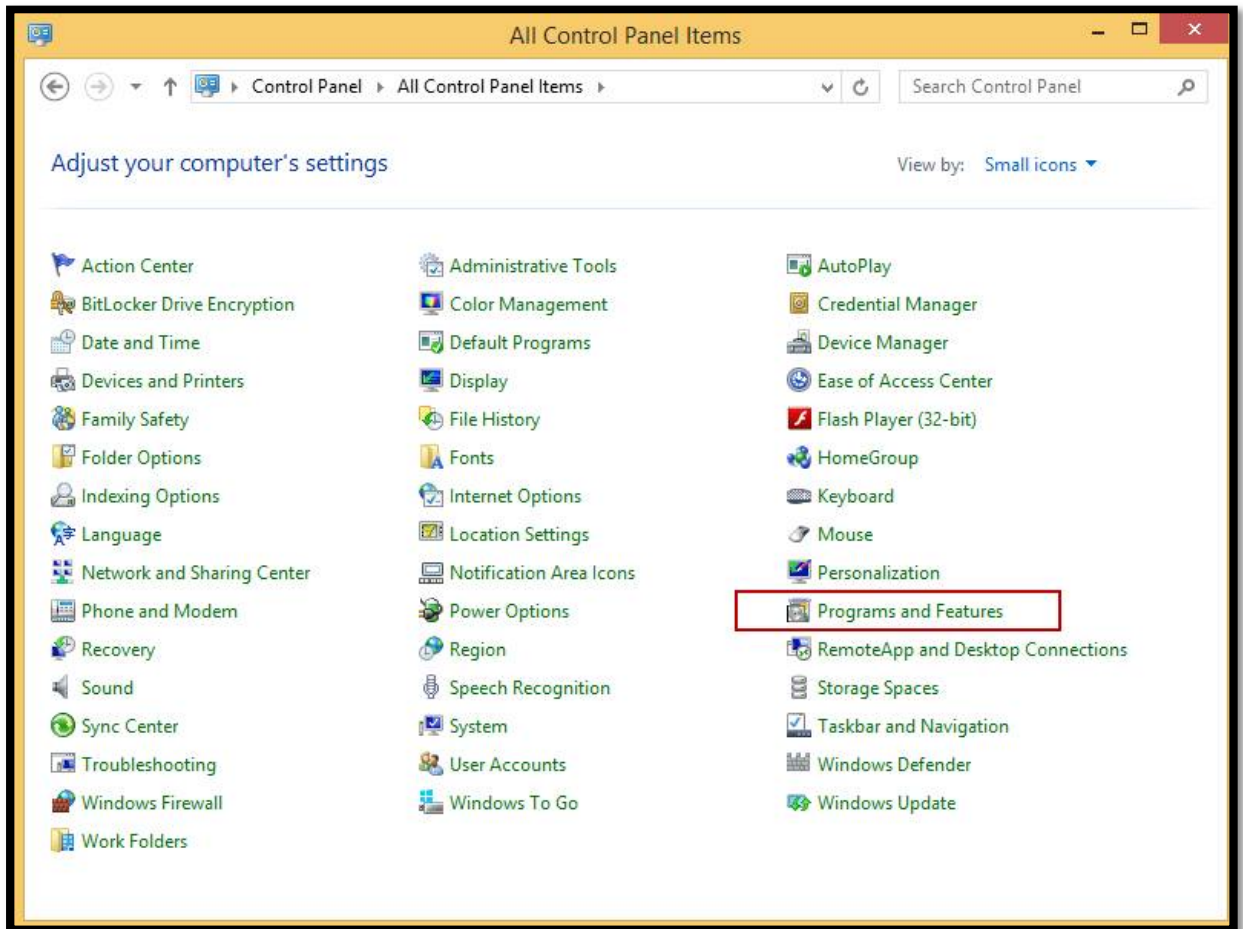 All Control Panel Items
Control Panel All Control Panel Items Search Control Panel
Adjust your computer's settings View by: Small icons
Action Center Administrative Tools AutoPlay
BitLocker Drive Encryption Color Management Credential Manager
Date and Time Default Programs Device Manager
Devices and Printers Display Ease of Access Center
Family Safety File History Flash Player (32-bit)
Folder Options Fonts HomeGroup
Indexing Options Internet Options Keyboard
Language Location Settings Mouse
Network and Sharing Center Notification Area Icons Personalization
Phone and Modem Power Options Programs and Features
Recovery Region RemoteApp and Desktop Connections
Sound Speech Recognition Storage Spaces
Sync Center System Taskbar and Navigation
Troubleshooting User Accounts Windows Defender
Windows Firewall Windows To Go Windows Update
Work Folders